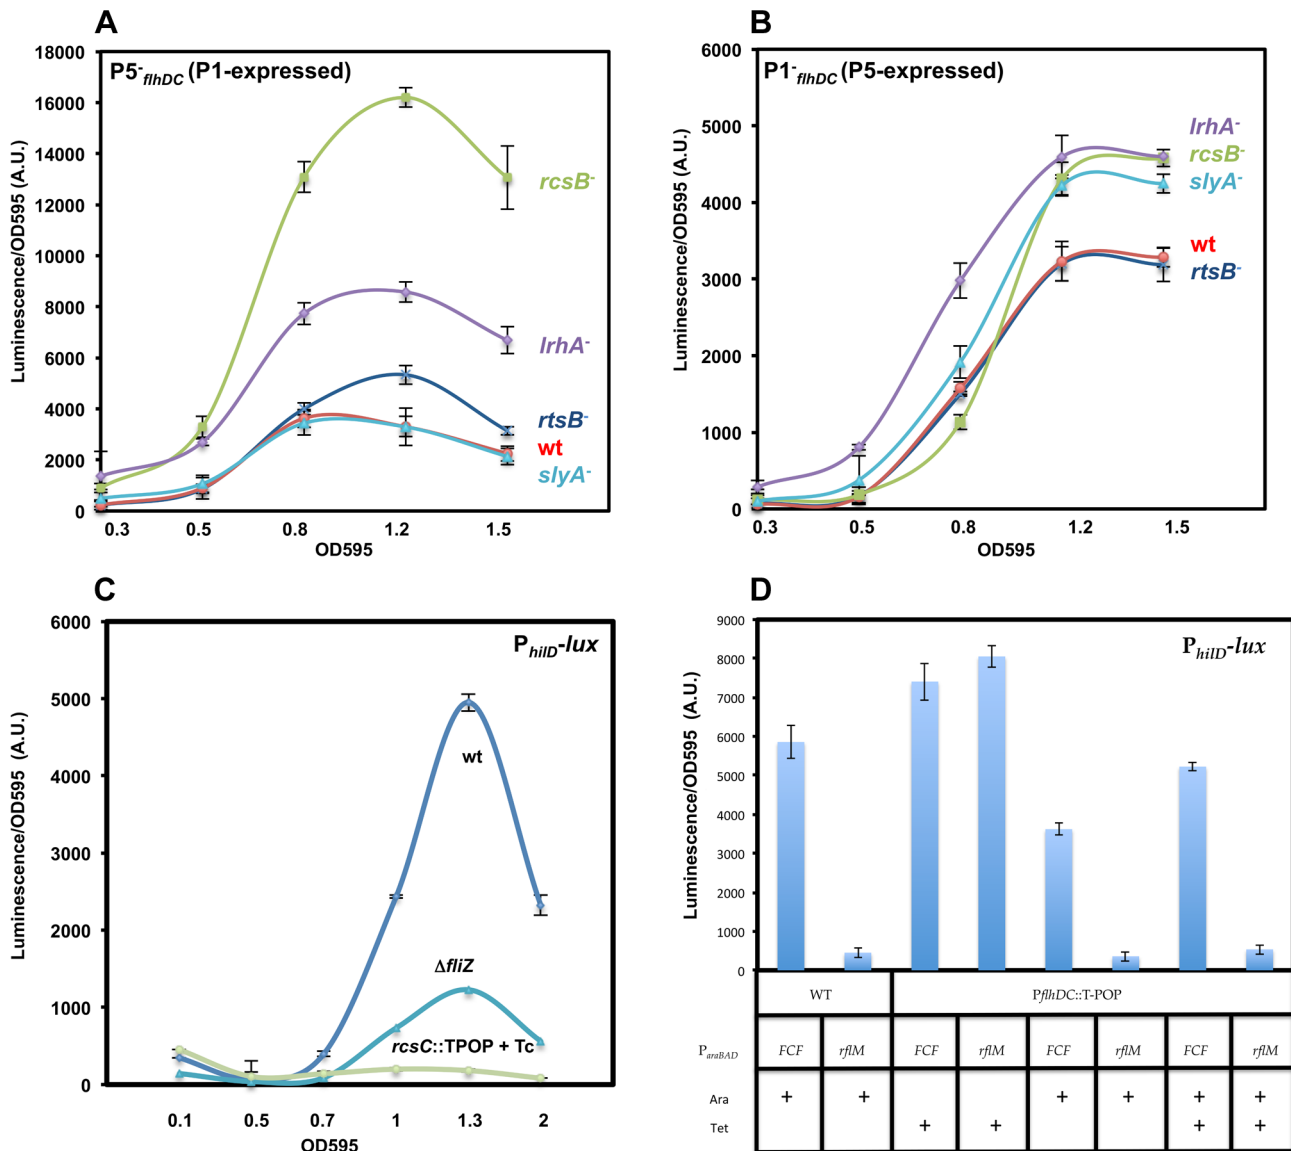 A
P5-flhDC (P1-expressed)
18000
16000
14000
12000
10000
8000
6000
4000
2000
0
Luminescence/OD595 (A.U.)
rcsB-
lrhA-
rtsB-
wt
slyA-
0.3 0.5 0.8 1.2 1.5
OD595
B
P1-flhDC (P5-expressed)
6000
5000
4000
3000
2000
1000
0
Luminescence/OD595 (A.U.)
lrhA-
rcsB-
slyA-
wt
rtsB-
0.3 0.5 0.8 1.2 1.5
OD595
C
PhilD-lux
6000
5000
4000
3000
2000
1000
0
Luminescence/OD595 (A.U.)
wt
ΔfliZ
rcsC::TPOP + Tc
0.1 0.5 0.7 1 1.3 2
OD595
D
PhilD-lux
9000
8000
7000
6000
5000
4000
3000
2000
1000
0
Luminescence/OD595 (A.U.)
WT PflhDC::T-POP
ParaBAD FCF rflM FCF rflM FCF rflM FCF rflM
Ara + + + + + +
Tet + + + +